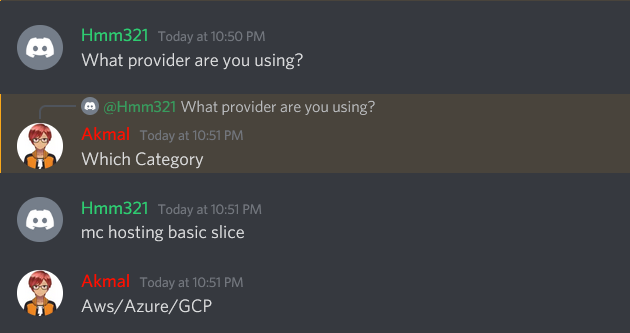 Hmm321 Today at 10:50 PM
What provider are you using?
@Hmm321 What provider are you using?
Akmal Today at 10:51 PM
Which Category
Hmm321 Today at 10:51 PM
mc hosting basic slice
Akmal Today at 10:51 PM
Aws/Azure/GCP